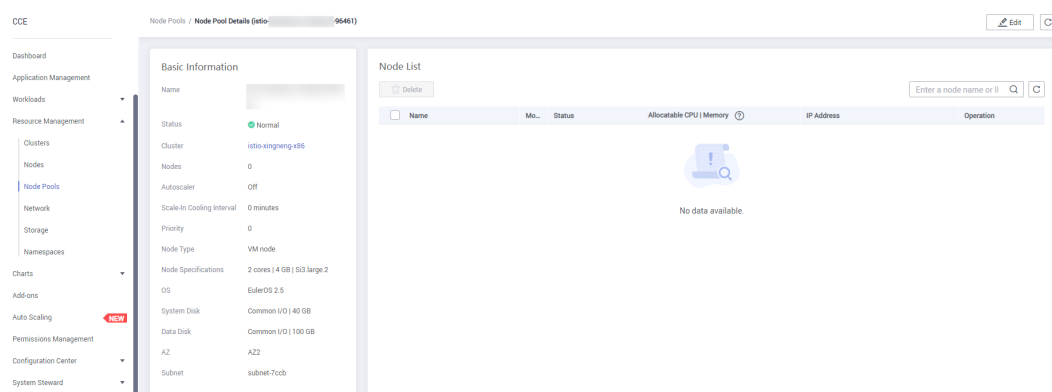 CCE
Node Pools / Node Pool Details (istio- -96461)
Edit
Dashboard
Application Management
Workloads
Resource Management
Clusters
Nodes
Node Pools
Network
Storage
Namespaces
Charts
Add-ons
Auto Scaling NEW
Permissions Management
Configuration Center
System Steward
Basic Information
Name
Status Normal
Cluster istio-xingneng-x86
Nodes 0
Autoscaler Off
Scale-In Cooling Interval 0 minutes
Priority 0
Node Type VM node
Node Specifications 2 cores | 4 GB | Si3.large.2
OS EulerOS 2.5
System Disk Common I/O | 40 GB
Data Disk Common I/O | 100 GB
AZ AZ2
Subnet subnet-7ccb
Node List
Delete
Enter a node name or II
Name Mo... Status Allocatable CPU | Memory ? IP Address Operation
No data available.